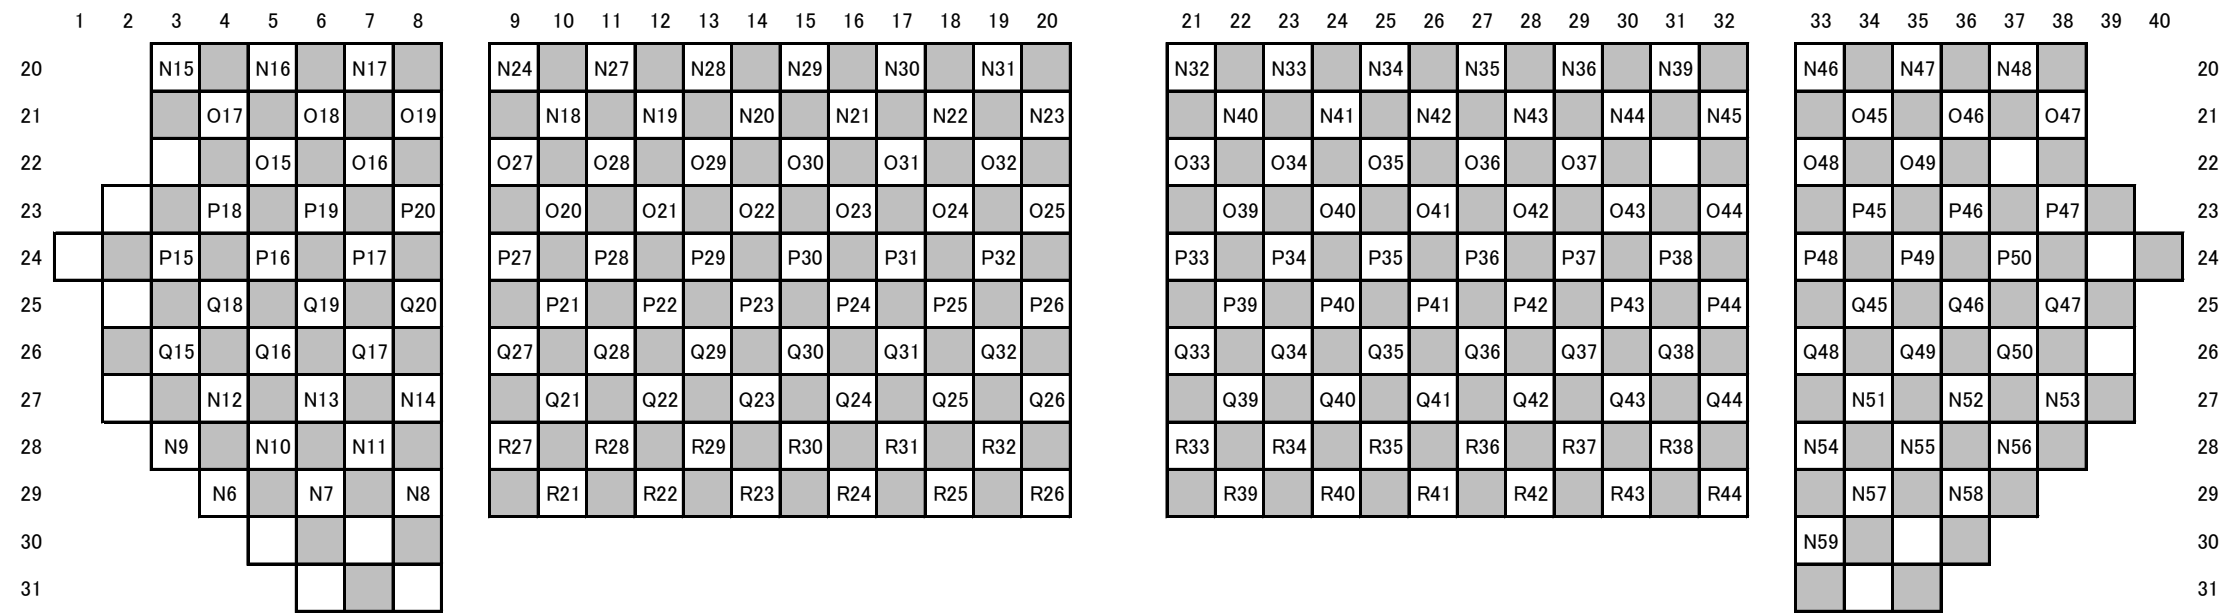 1 2 3 4 5 6 7 8 9 10 11 12 13 14 15 16 17 18 19 20 21 22 23 24 25 26 27 28 29 30 31 32 33 34 35 36 37 38 39 40
20 N15 N16 N17 N24 N27 N28 N29 N30 N31 N32 N33 N34 N35 N36 N39 N46 N47 N48 20
21 O17 O18 O19 N18 N19 N20 N21 N22 N23 N40 N41 N42 N43 N44 N45 O45 O46 O47 21
22 O15 O16 O27 O28 O29 O30 O31 O32 O33 O34 O35 O36 O37 O48 O49 22
23 P18 P19 P20 O20 O21 O22 O23 O24 O25 O39 O40 O41 O42 O43 O44 P45 P46 P47 23
24 P15 P16 P17 P27 P28 P29 P30 P31 P32 P33 P34 P35 P36 P37 P38 P48 P49 P50 24
25 Q18 Q19 Q20 P21 P22 P23 P24 P25 P26 P39 P40 P41 P42 P43 P44 Q45 Q46 Q47 25
26 Q15 Q16 Q17 Q27 Q28 Q29 Q30 Q31 Q32 Q33 Q34 Q35 Q36 Q37 Q38 Q48 Q49 Q50 26
27 N12 N13 N14 Q21 Q22 Q23 Q24 Q25 Q26 Q39 Q40 Q41 Q42 Q43 Q44 N51 N52 N53 27
28 N9 N10 N11 R27 R28 R29 R30 R31 R32 R33 R34 R35 R36 R37 R38 N54 N55 N56 28
29 N6 N7 N8 R21 R22 R23 R24 R25 R26 R39 R40 R41 R42 R43 R44 N57 N58 29
30 N59 30
31 31